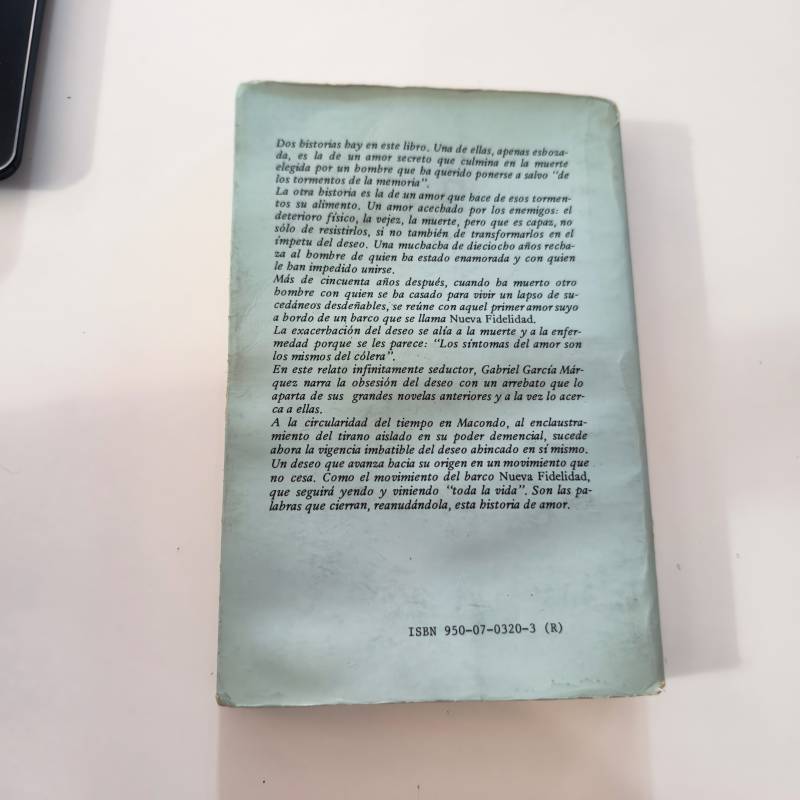 Dos historias hay en este libro. Una de ellas, apenas esboza-
da, es la de un amor secreto que culmina en la muerte
elegida por un hombre que ha querido ponerse a salvo "de
los tormentos de la memoria".
La otra historia es la de un amor que hace de esos tormen-
tos su alimento. Un amor acechado por los enemigos: el
deterioro físico, la vejez, la muerte, pero que es capaz, no
sólo de resistirlos, si no también de transformarlos en el
ímpetu del deseo. Una muchacha de dieciocho años recha-
za al hombre de quien ha estado enamorada y con quien
le han impedido unirse.
Más de cincuenta años después, cuando ha muerto otro
hombre con quien se ha casado para vivir un lapso de su-
cedáneos desdeñables, se reúne con aquel primer amor suyo
a bordo de un barco que se llama Nueva Fidelidad.
La exacerbación del deseo se alía a la muerte y a la enfer-
medad porque se les parece: "Los síntomas del amor son
los mismos del cólera".
En este relato infinitamente seductor, Gabriel García Már-
quez narra la obsesión del deseo con un arrebato que lo
aparta de sus grandes novelas anteriores y a la vez lo acer-
ca a ellas.
A la circularidad del tiempo en Macondo, al enclaustra-
miento del tirano aislado en su poder demencial, sucede
ahora la vigencia imbatible del deseo ahincado en sí mismo.
Un deseo que avanza hacia su origen en un movimiento que
no cesa. Como el movimiento del barco Nueva Fidelidad,
que seguirá yendo y viniendo "toda la vida". Son las pa-
labras que cierran, reanudándola, esta historia de amor.
ISBN 950-07-0320-3 (R)